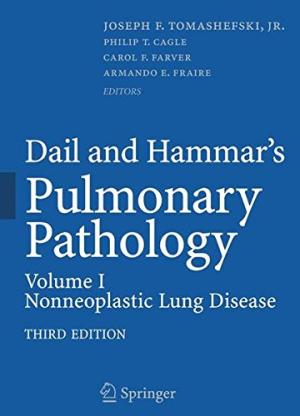 JOSEPH F. TOMASHEFSKI, JR.
PHILIP T. CAGLE
CAROL F. FARVER
ARMANDO E. FRAIRE
EDITORS
Dail and Hammar's
Pulmonary
Pathology
Volume I
Nonneoplastic Lung Disease
THIRD EDITION
Springer